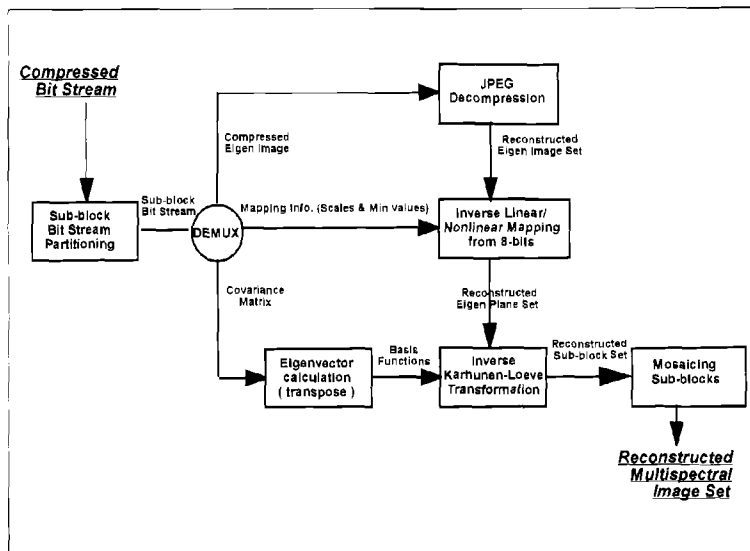 Compressed
Bit Stream
JPEG
Decompression
Compressed
Eigen Image
Reconstructed
Eigen Image Set
Sub-block
Bit Stream
Partitioning
Sub-block
Bit Stream
DEMUX
Mapping Info. (Scales & Min values)
Inverse Linear/
Nonlinear Mapping
from 8-bits
Covariance
Matrix
Reconstructed
Eigen Plane Set
Eigenvector
calculation
( transpose )
Basis
Functions
Inverse
Karhunen-Loeve
Transformation
Reconstructed
Sub-block Set
Mosaicing
Sub-blocks
Reconstructed
Multispectral
Image Set